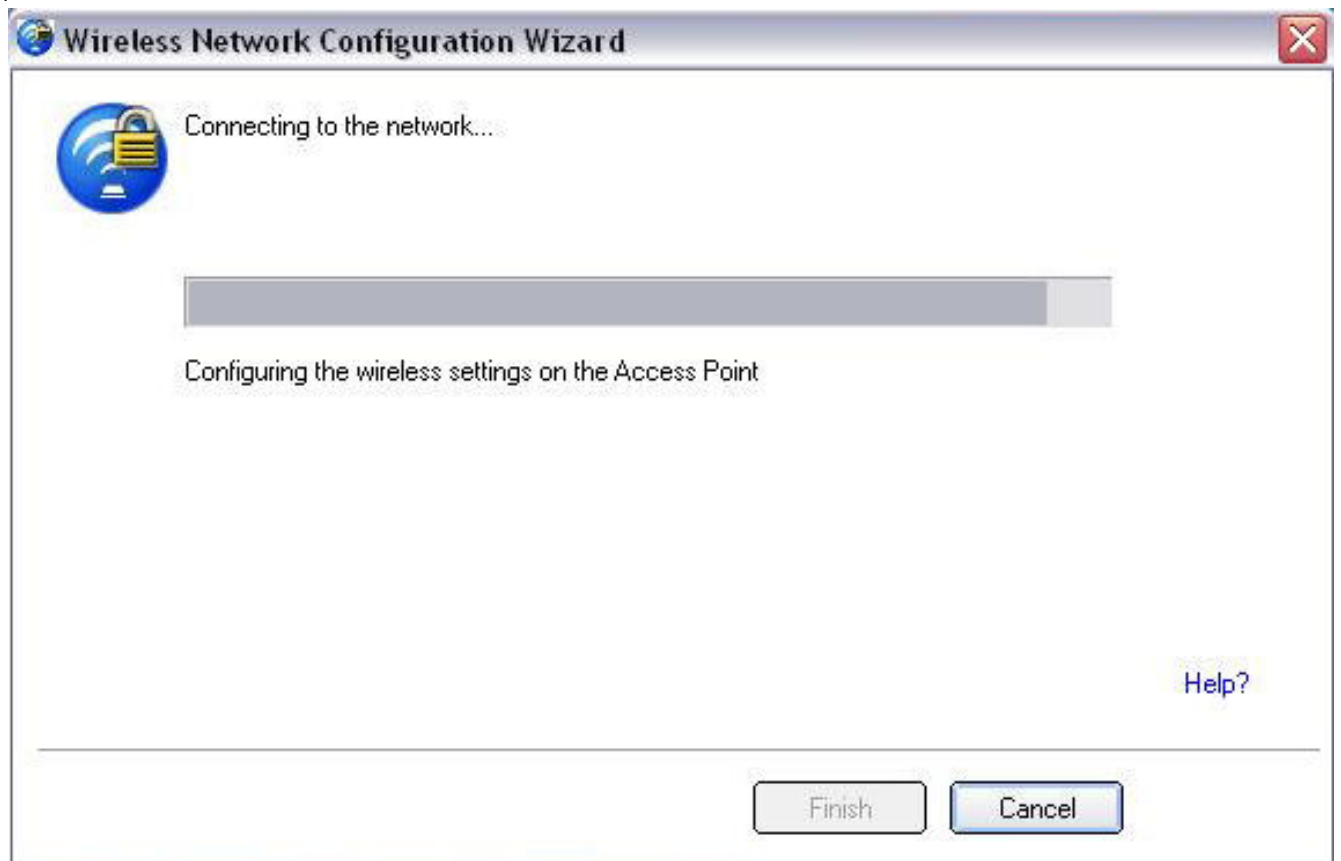 Wireless Network Configuration Wizard
Connecting to the network...
Configuring the wireless settings on the Access Point
Help?
Finish Cancel